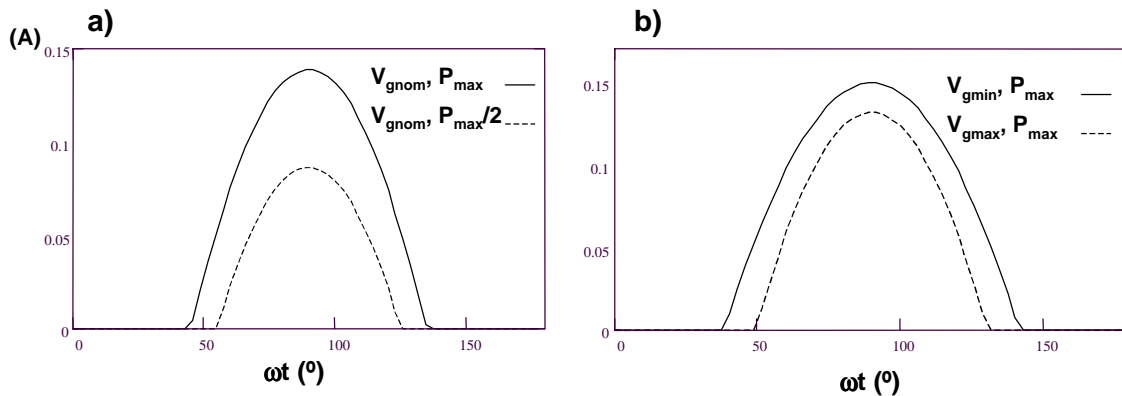 a)
(A)
0.15
V_gnom, P_max
V_gnom, P_max/2
0.1
0.05
0
0 50 100 150
ωt (º)
b)
0.15
V_gmin, P_max
V_gmax, P_max
0.1
0.05
0
0 50 100 150
ωt (º)